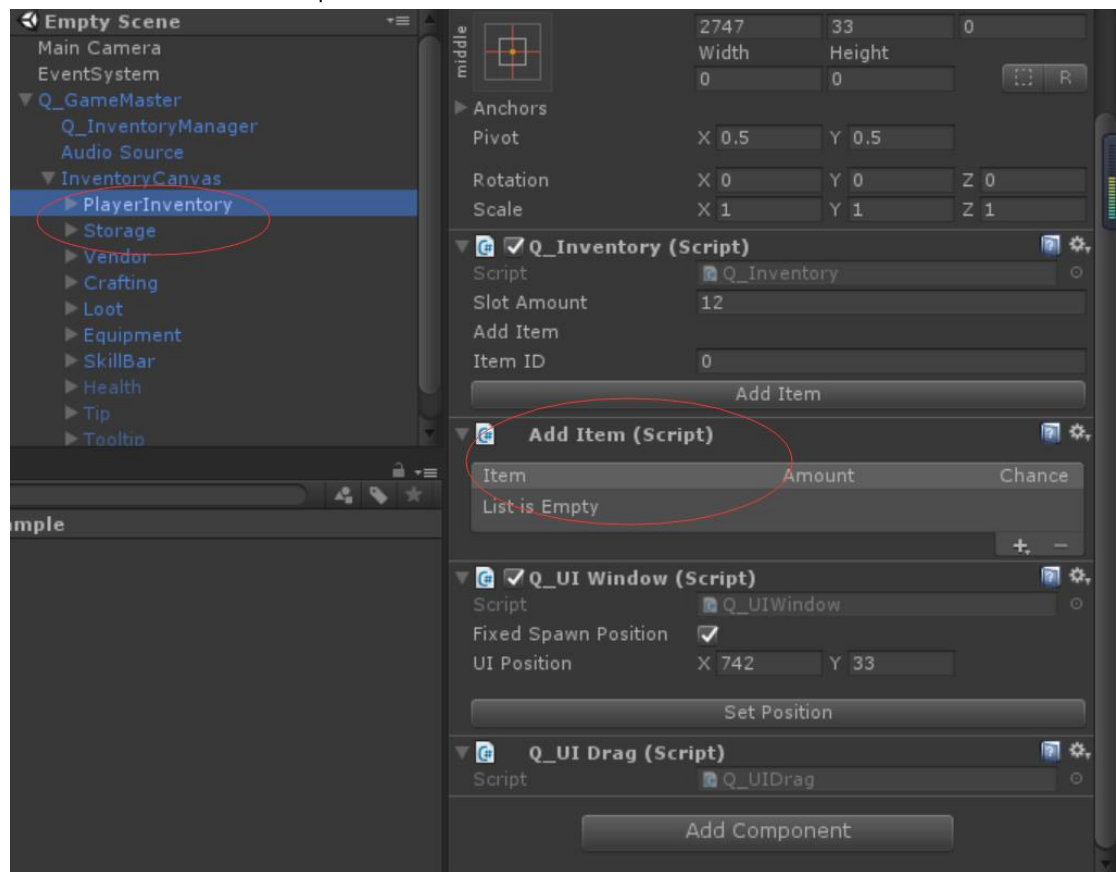 Empty Scene
Main Camera
EventSystem
Q_GameMaster
Q_InventoryManager
Audio Source
InventoryCanvas
PlayerInventory
Storage
Vendor
Crafting
Loot
Equipment
SkillBar
Health
Tip
Tooltip
mple
middle
2747 33 0
Width Height
0 0 R
Anchors
Pivot X 0.5 Y 0.5
Rotation X 0 Y 0 Z 0
Scale X 1 Y 1 Z 1
Q_Inventory (Script)
Script Q_Inventory
Slot Amount 12
Add Item
Item ID 0
Add Item
Add Item (Script)
Item Amount Chance
List is Empty
Q_UI Window (Script)
Script Q_UIWindow
Fixed Spawn Position
UI Position X 742 Y 33
Set Position
Q_UI Drag (Script)
Script Q_UIDrag
Add Component